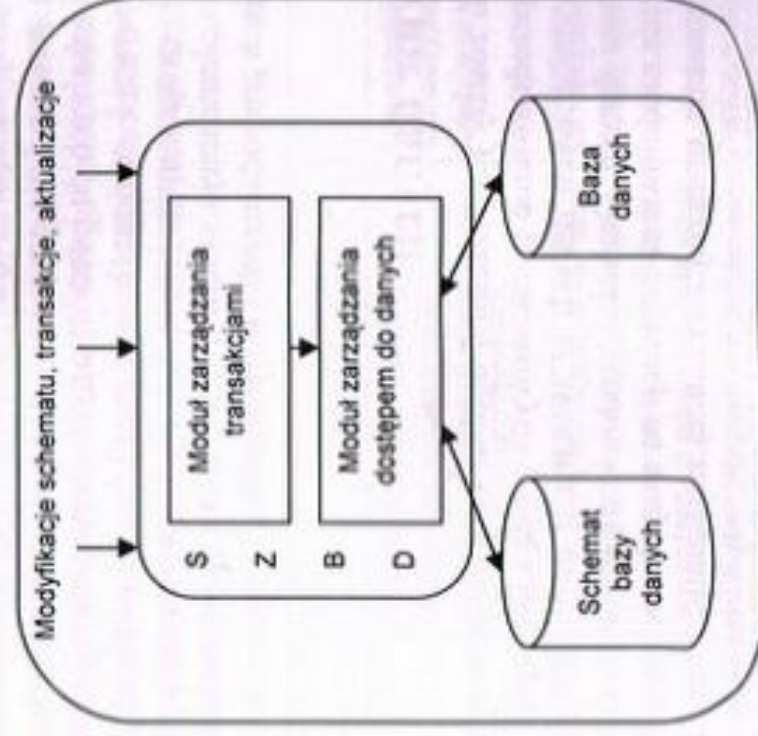 Modyfikacje schematu, transakcje, aktualizacje
S
Z
B
D
Moduł zarządzania
transakcjami
Moduł zarządzania
dostępem do danych
Schemat
bazy
danych
Baza
danych